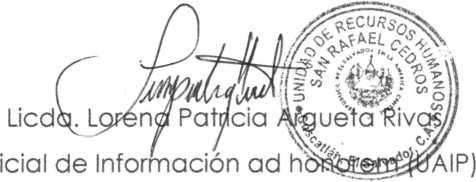 UNIDAD DE RECURSOS HUMANOS
SAN RAFAEL CEDROS
Licda. Lorena Patricia Argueta Rivas
icial de Información ad honorem (UAIP)